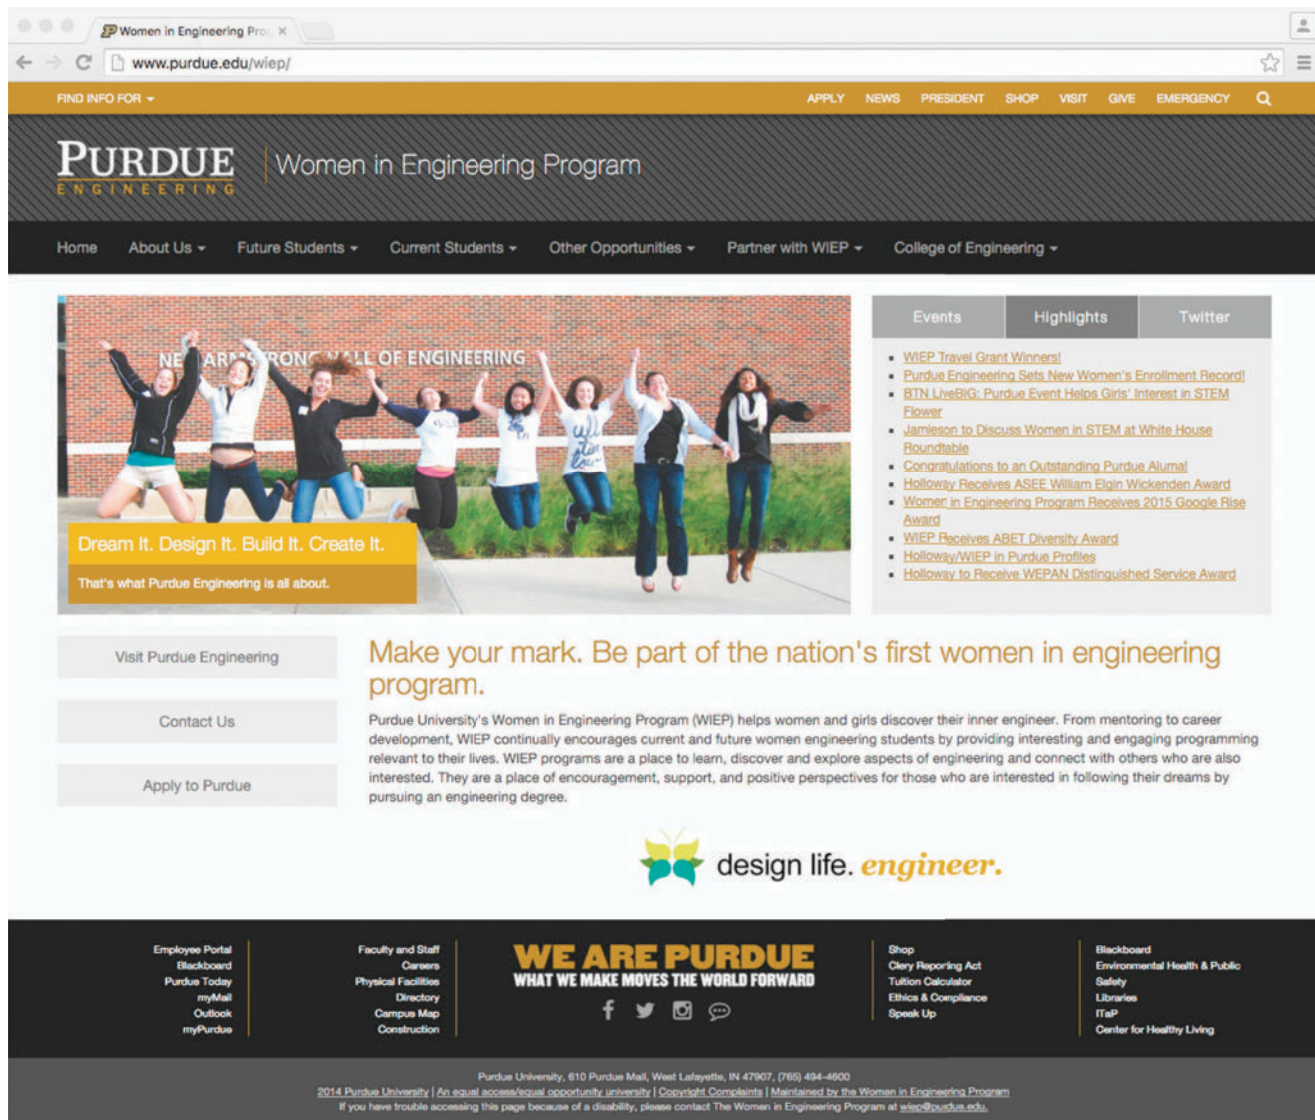 Women in Engineering Pro
www.purdue.edu/wiep/
FIND INFO FOR
APPLY NEWS PRESIDENT SHOP VISIT GIVE EMERGENCY
PURDUE
ENGINEERING
Women in Engineering Program
Home About Us Future Students Current Students Other Opportunities Partner with WIEP College of Engineering
ALL OF ENGINEERING
Dream It. Design It. Build It. Create It.
That's what Purdue Engineering is all about.
Events Highlights Twitter
WIEP Travel Grant Winners!
Purdue Engineering Sets New Women's Enrollment Record!
BTN LiveBIG: Purdue Event Helps Girls' Interest in STEM
Flower
Jamieson to Discuss Women in STEM at White House
Roundtable
Congratulations to an Outstanding Purdue Aluma!
Holloway Receives ASEE William Elgin Wickenden Award
Women in Engineering Program Receives 2015 Google Rise
Award
WIEP Receives ABET Diversity Award
Holloway/WIEP in Purdue Profiles
Holloway to Receive WEPAN Distinguished Service Award
Visit Purdue Engineering
Contact Us
Apply to Purdue
Make your mark. Be part of the nation's first women in engineering
program.
Purdue University's Women in Engineering Program (WIEP) helps women and girls discover their inner engineer. From mentoring to career
development, WIEP continually encourages current and future women engineering students by providing interesting and engaging programming
relevant to their lives. WIEP programs are a place to learn, discover and explore aspects of engineering and connect with others who are also
interested. They are a place of encouragement, support, and positive perspectives for those who are interested in following their dreams by
pursuing an engineering degree.
design life. engineer.
Employee Portal
Blackboard
Purdue Today
myMail
Outlook
myPurdue
Faculty and Staff
Careers
Physical Facilities
Directory
Campus Map
Construction
WE ARE PURDUE
WHAT WE MAKE MOVES THE WORLD FORWARD
Shop
Clery Reporting Act
Tuition Calculator
Ethics & Compliance
Speak Up
Blackboard
Environmental Health & Public
Safety
Libraries
ITaP
Center for Healthy Living
Purdue University, 610 Purdue Mall, West Lafayette, IN 47907, (765) 494-4600
2014 Purdue University | An equal access/equal opportunity university | Copyright Complaints | Maintained by the Women in Engineering Program
If you have trouble accessing this page because of a disability, please contact The Women in Engineering Program at wiep@purdue.edu.